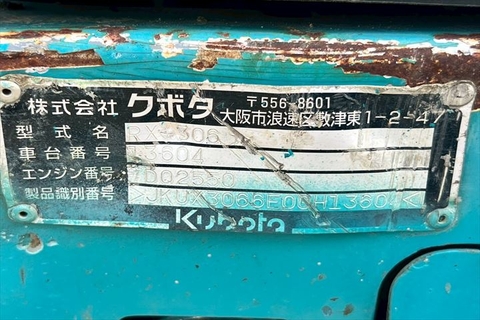 株式会社 クボタ 〒556-8601
大阪市浪速区敷津東1-2-47
型式名 RX-306
車台番号 604
エンジン番号
製品識別番号
Kubota